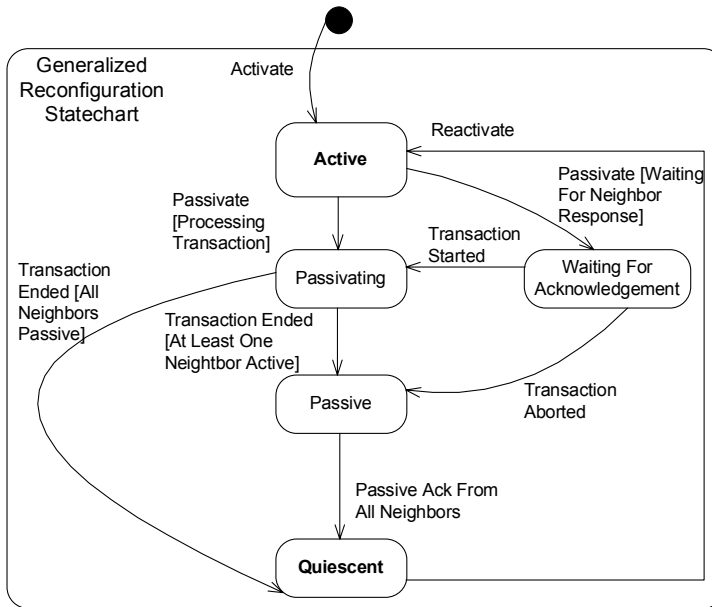 Generalized
Reconfiguration
Statechart
Activate
Active
Reactivate
Passivate [Waiting
For Neighbor
Response]
Passivate
[Processing
Transaction]
Transaction
Started
Waiting For
Acknowledgement
Passivating
Transaction
Ended [All
Neighbors
Passive]
Transaction Ended
[At Least One
Neightbor Active]
Transaction
Aborted
Passive
Passive Ack From
All Neighbors
Quiescent